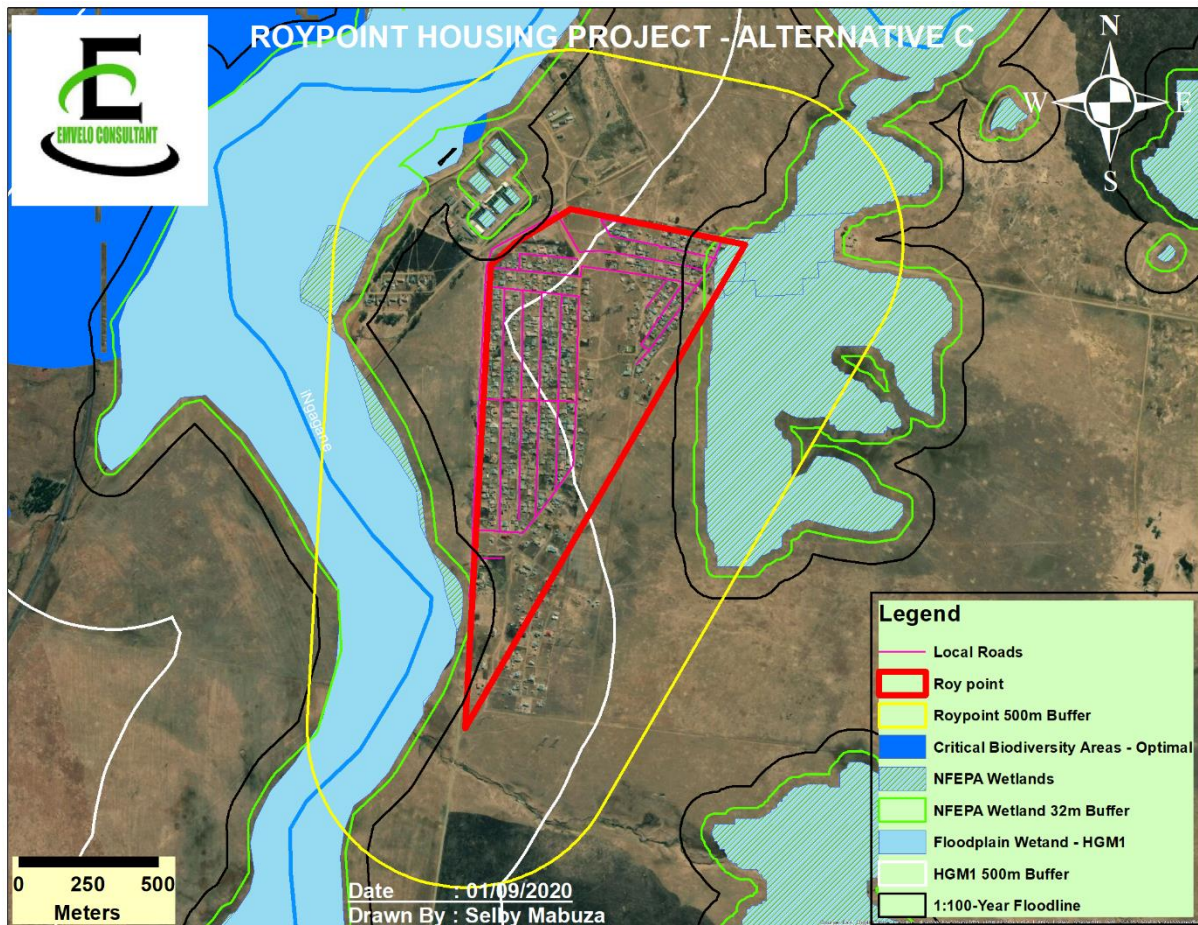 ROYPOINT HOUSING PROJECT - ALTERNATIVE C
E
EMVELO CONSULTANT
N
W
E
S
iNgagane
Legend
Local Roads
Roy point
Roypoint 500m Buffer
Critical Biodiversity Areas - Optimal
NFEPA Wetlands
NFEPA Wetland 32m Buffer
Floodplain Wetand - HGM1
HGM1 500m Buffer
1:100-Year Floodline
0 250 500
Meters
Date : 01/09/2020
Drawn By : Selby Mabuza